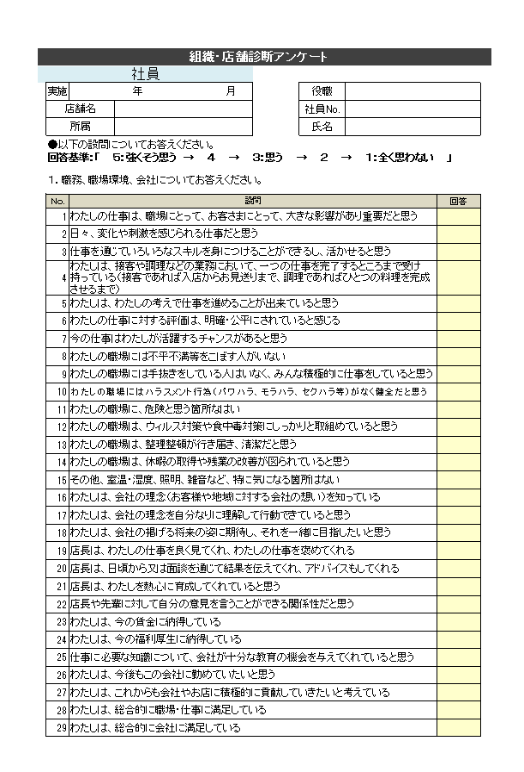 組織・店舗診断アンケート
社員
実施 年 月
役職
店舗名
社員No.
所属
氏名
●以下の設問についてお答えください。
回答基準:「 5:強くそう思う → 4 → 3:思う → 2 → 1:全く思わない 」
1. 職務、職場環境、会社についてお答えください。
No. 設問 回答
1 わたしの仕事は、職場にとって、お客さまにとって、大きな影響があり重要だと思う
2 日々、変化や刺激を感じられる仕事だと思う
3 仕事を通じていろいろなスキルを身につけることができるし、活かせると思う
4 わたしは、接客や調理などの業務において、一つの仕事を完了するところまで受け
持っている(接客であれば入店からお見送りまで、調理であればひとつの料理を完成
させるまで)
5 わたしは、わたしの考えで仕事を進めることが出来ていると思う
6 わたしの仕事に対する評価は、明確・公平にされていると感じる
7 今の仕事はわたしが活躍するチャンスがあると思う
8 わたしの職場には不平不満等をこぼす人がいない
9 わたしの職場には手抜きをしている人はいなく、みんな積極的に仕事をしていると思う
10 わたしの職場にはハラスメント行為(パワハラ、モラハラ、セクハラ等)がなく健全だと思う
11 わたしの職場に、危険と思う箇所はない
12 わたしの職場は、ウィルス対策や食中毒対策にしっかりと取組めていると思う
13 わたしの職場は、整理整頓が行き届き、清潔だと思う
14 わたしの職場は、休暇の取得や残業の改善が図られていると思う
15 その他、室温・湿度、照明、雑音など、特に気になる箇所はない
16 わたしは、会社の理念(お客様や地域に対する会社の想い)を知っている
17 わたしは、会社の理念を自分なりに理解して行動できていると思う
18 わたしは、会社の掲げる将来の姿に期待し、それを一緒に目指したいと思う
19 店長は、わたしの仕事を良く見てくれ、わたしの仕事を褒めてくれる
20 店長は、日頃から又は面談を通じて結果を伝えてくれ、アドバイスもしてくれる
21 店長は、わたしを熱心に育成してくれていると思う
22 店長や先輩に対して自分の意見を言うことができる関係性だと思う
23 わたしは、今の賃金に納得している
24 わたしは、今の福利厚生に納得している
25 仕事に必要な知識について、会社が十分な教育の機会を与えてくれていると思う
26 わたしは、今後もこの会社に勤めていたいと思う
27 わたしは、これからも会社やお店に積極的に貢献していきたいと考えている
28 わたしは、総合的に職場・仕事に満足している
29 わたしは、総合的に会社に満足している